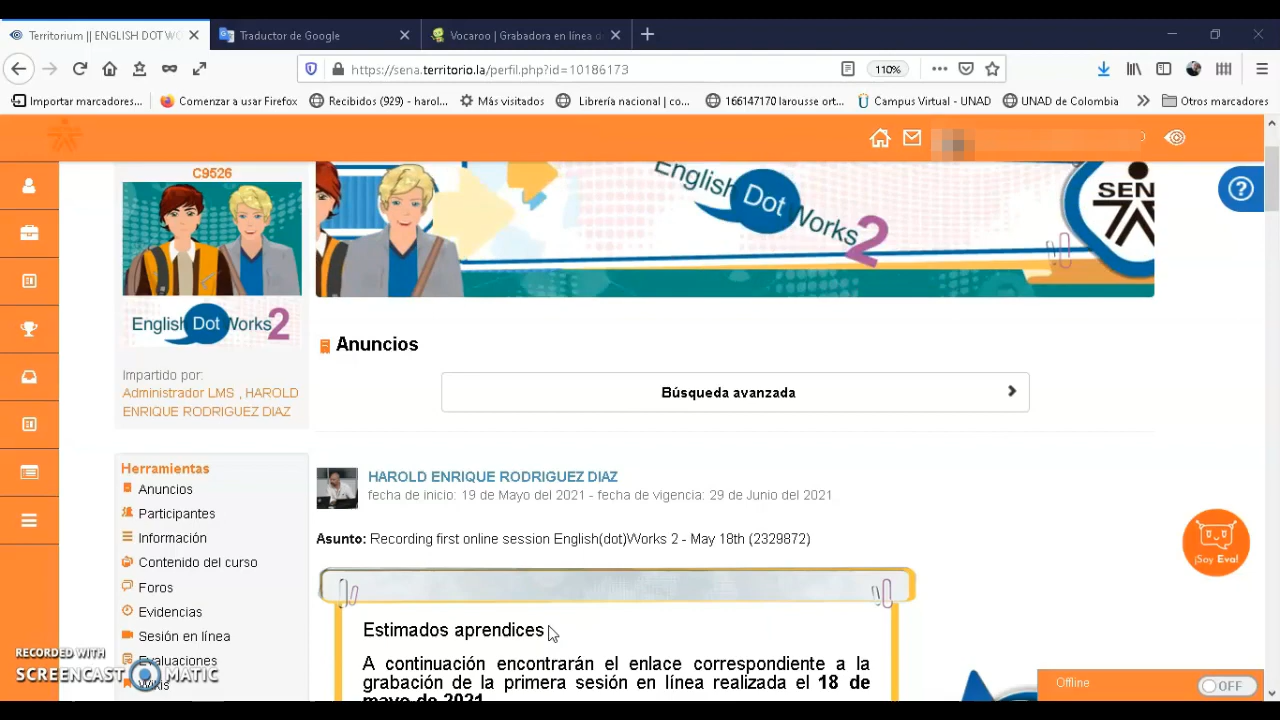 Territorium || ENGLISH DOT WO
Traductor de Google
Vocaroo | Grabadora en línea d
https://sena.territorio.la/perfil.php?id=10186173
110%
Importar marcadores...
Comenzar a usar Firefox
Recibidos (929) - harol...
Más visitados
Librería nacional | co...
166147170 larousse ort...
Campus Virtual - UNAD
UNAD de Colombia
Otros marcadores
C9526
English Dot Works 2
SENA
English Dot Works 2
Impartido por:
Administrador LMS , HAROLD
ENRIQUE RODRIGUEZ DIAZ
Anuncios
Búsqueda avanzada
HAROLD ENRIQUE RODRIGUEZ DIAZ
fecha de inicio: 19 de Mayo del 2021 - fecha de vigencia: 29 de Junio del 2021
Asunto: Recording first online session English(dot)Works 2 - May 18th (2329872)
Herramientas
Anuncios
Participantes
Información
Contenido del curso
Foros
Evidencias
Sesión en línea
Evaluaciones
Wikis
Estimados aprendices
A continuación encontrarán el enlace correspondiente a la
grabación de la primera sesión en línea realizada el 18 de
mayo de 2021
¡Soy Eva!
RECORDED WITH
SCREENCAST MATIC
Offline
OFF